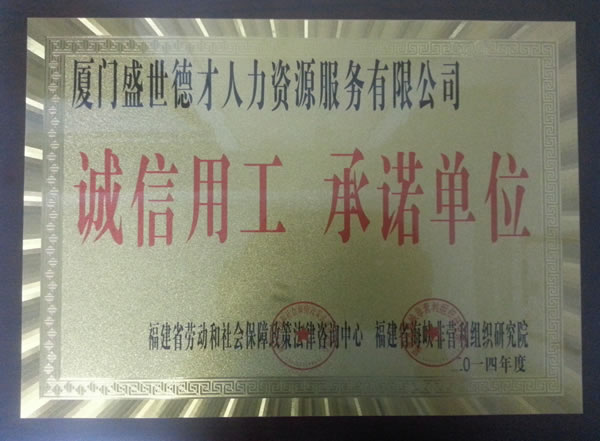 厦门盛世德才人力资源服务有限公司
诚信用工 承诺单位
福建省劳动和社会保障政策法律咨询中心 福建省海峡非营利组织研究院
二0一四年度